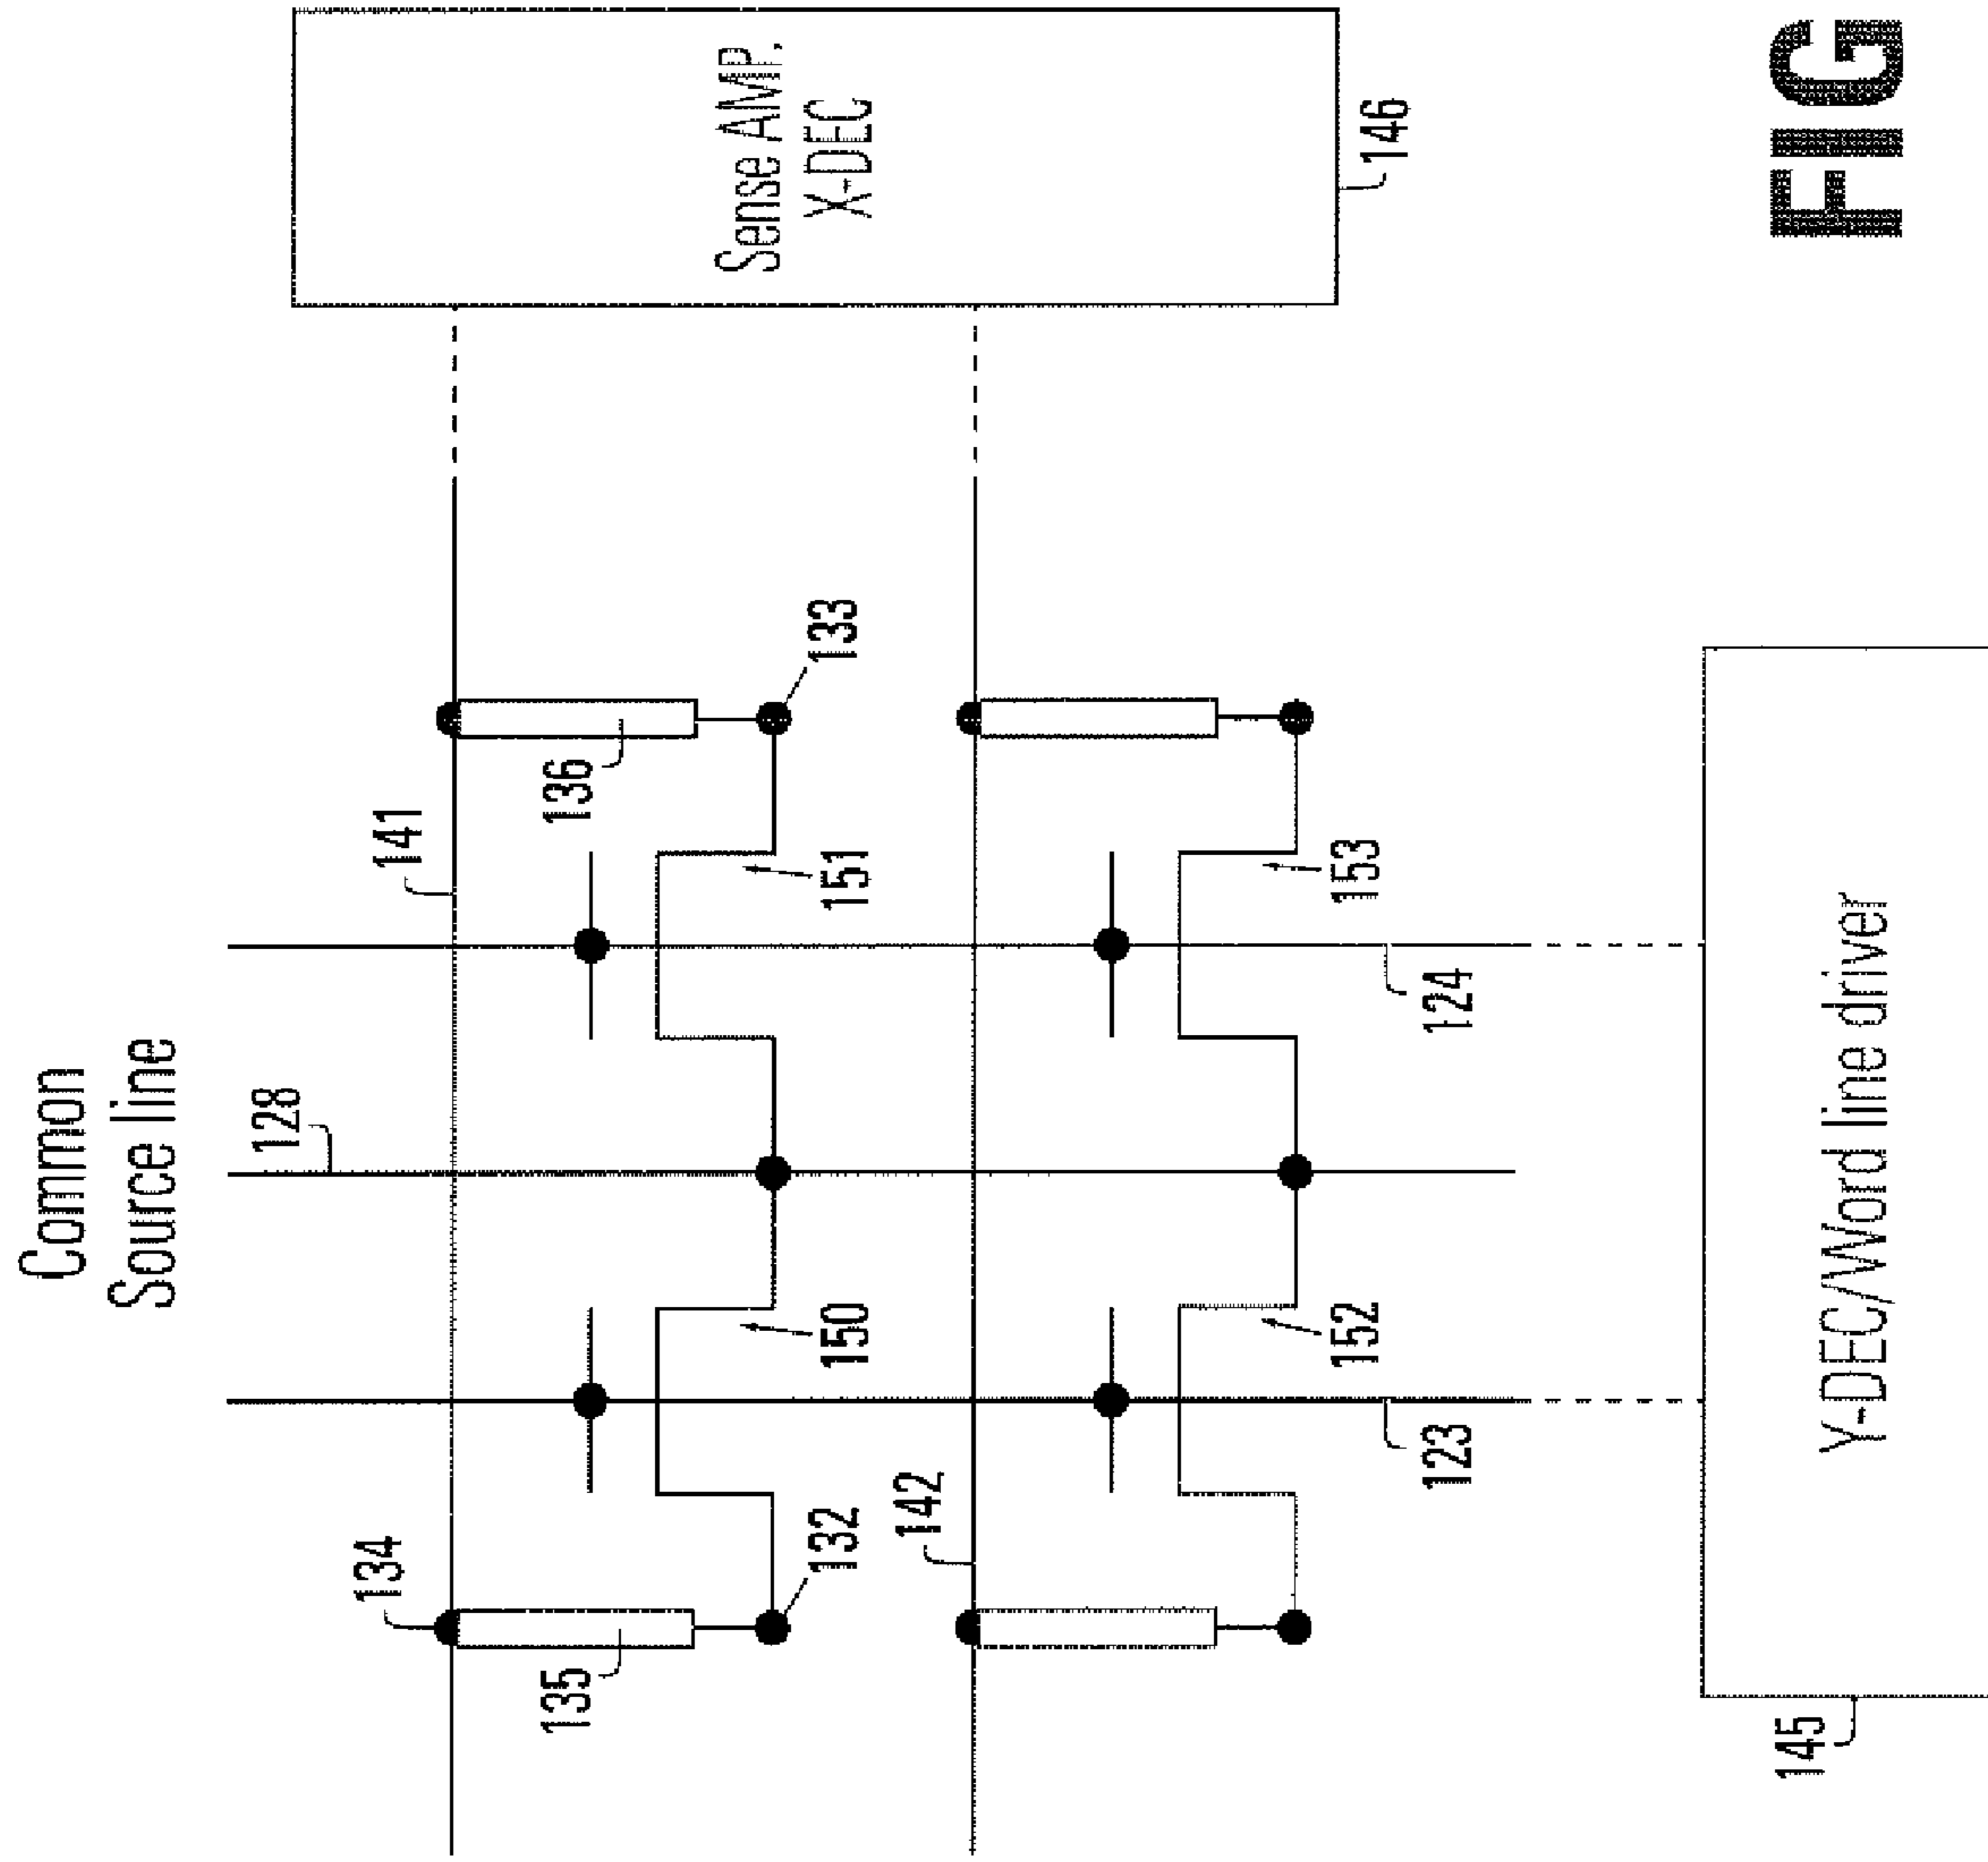 Common
Source line
128
141
134
135
136
133
132
151
150
142
153
152
124
123
Sense AMP.
X-DEC
146
Y-DEC/Word line driver
145
FIG